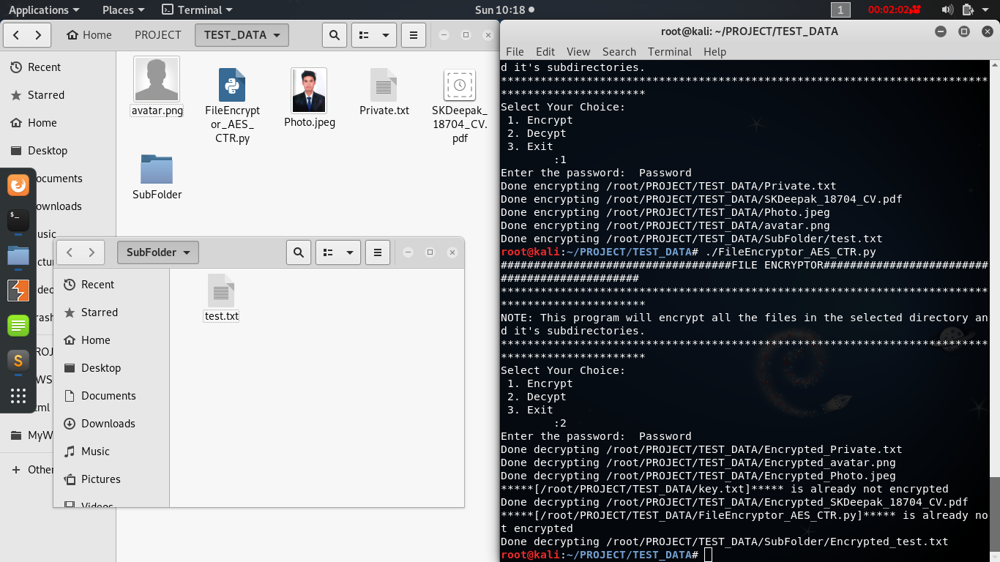 Applications Places Terminal Sun 10:18 1 00:02:02
Home PROJECT TEST_DATA
Recent
Starred
Home
Desktop
ocuments
ownloads
usic
ctur
deo
rash
ROJ
WS
tml
MyW
Other
avatar.png
FileEncrypt
or_AES_
CTR.py
Photo.jpeg
Private.txt
SKDeepak_
18704_CV.
pdf
SubFolder
SubFolder
Recent
Starred
Home
Desktop
Documents
Downloads
Music
Pictures
Videos
test.txt
root@kali: ~/PROJECT/TEST_DATA
File Edit View Search Terminal Help
d it's subdirectories.
**************************************************************************
**********************
Select Your Choice:
1. Encrypt
2. Decypt
3. Exit
:1
Enter the password:  Password
Done encrypting /root/PROJECT/TEST_DATA/Private.txt
Done encrypting /root/PROJECT/TEST_DATA/SKDeepak_18704_CV.pdf
Done encrypting /root/PROJECT/TEST_DATA/Photo.jpeg
Done encrypting /root/PROJECT/TEST_DATA/avatar.png
Done encrypting /root/PROJECT/TEST_DATA/SubFolder/test.txt
root@kali:~/PROJECT/TEST_DATA# ./FileEncryptor_AES_CTR.py
###################################FILE ENCRYPTOR#########################
#####################
**************************************************************************
**********************
NOTE: This program will encrypt all the files in the selected directory an
d it's subdirectories.
**************************************************************************
**********************
Select Your Choice:
1. Encrypt
2. Decypt
3. Exit
:2
Enter the password:  Password
Done decrypting /root/PROJECT/TEST_DATA/Encrypted_Private.txt
Done decrypting /root/PROJECT/TEST_DATA/Encrypted_avatar.png
Done decrypting /root/PROJECT/TEST_DATA/Encrypted_Photo.jpeg
*****[/root/PROJECT/TEST_DATA/key.txt]***** is already not encrypted
Done decrypting /root/PROJECT/TEST_DATA/Encrypted_SKDeepak_18704_CV.pdf
*****[/root/PROJECT/TEST_DATA/FileEncryptor_AES_CTR.py]***** is already no
t encrypted
Done decrypting /root/PROJECT/TEST_DATA/SubFolder/Encrypted_test.txt
root@kali:~/PROJECT/TEST_DATA#